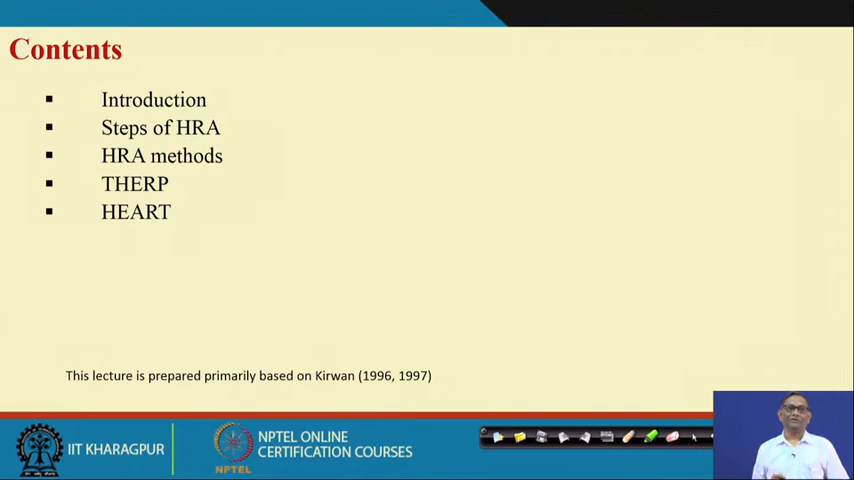 Contents
Introduction
Steps of HRA
HRA methods
THERP
HEART
This lecture is prepared primarily based on Kirwan (1996, 1997)
IIT KHARAGPUR
NPTEL
NPTEL ONLINE
CERTIFICATION COURSES